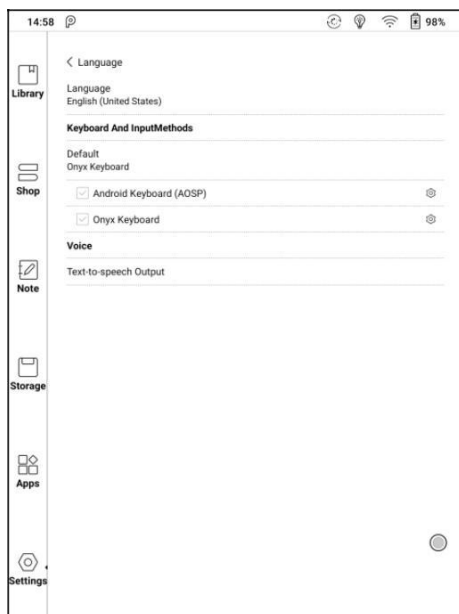 14:58
98%
Language
Language
English (United States)
Keyboard And InputMethods
Default
Onyx Keyboard
Android Keyboard (AOSP)
Onyx Keyboard
Voice
Text-to-speech Output
Library
Shop
Note
Storage
Apps
Settings